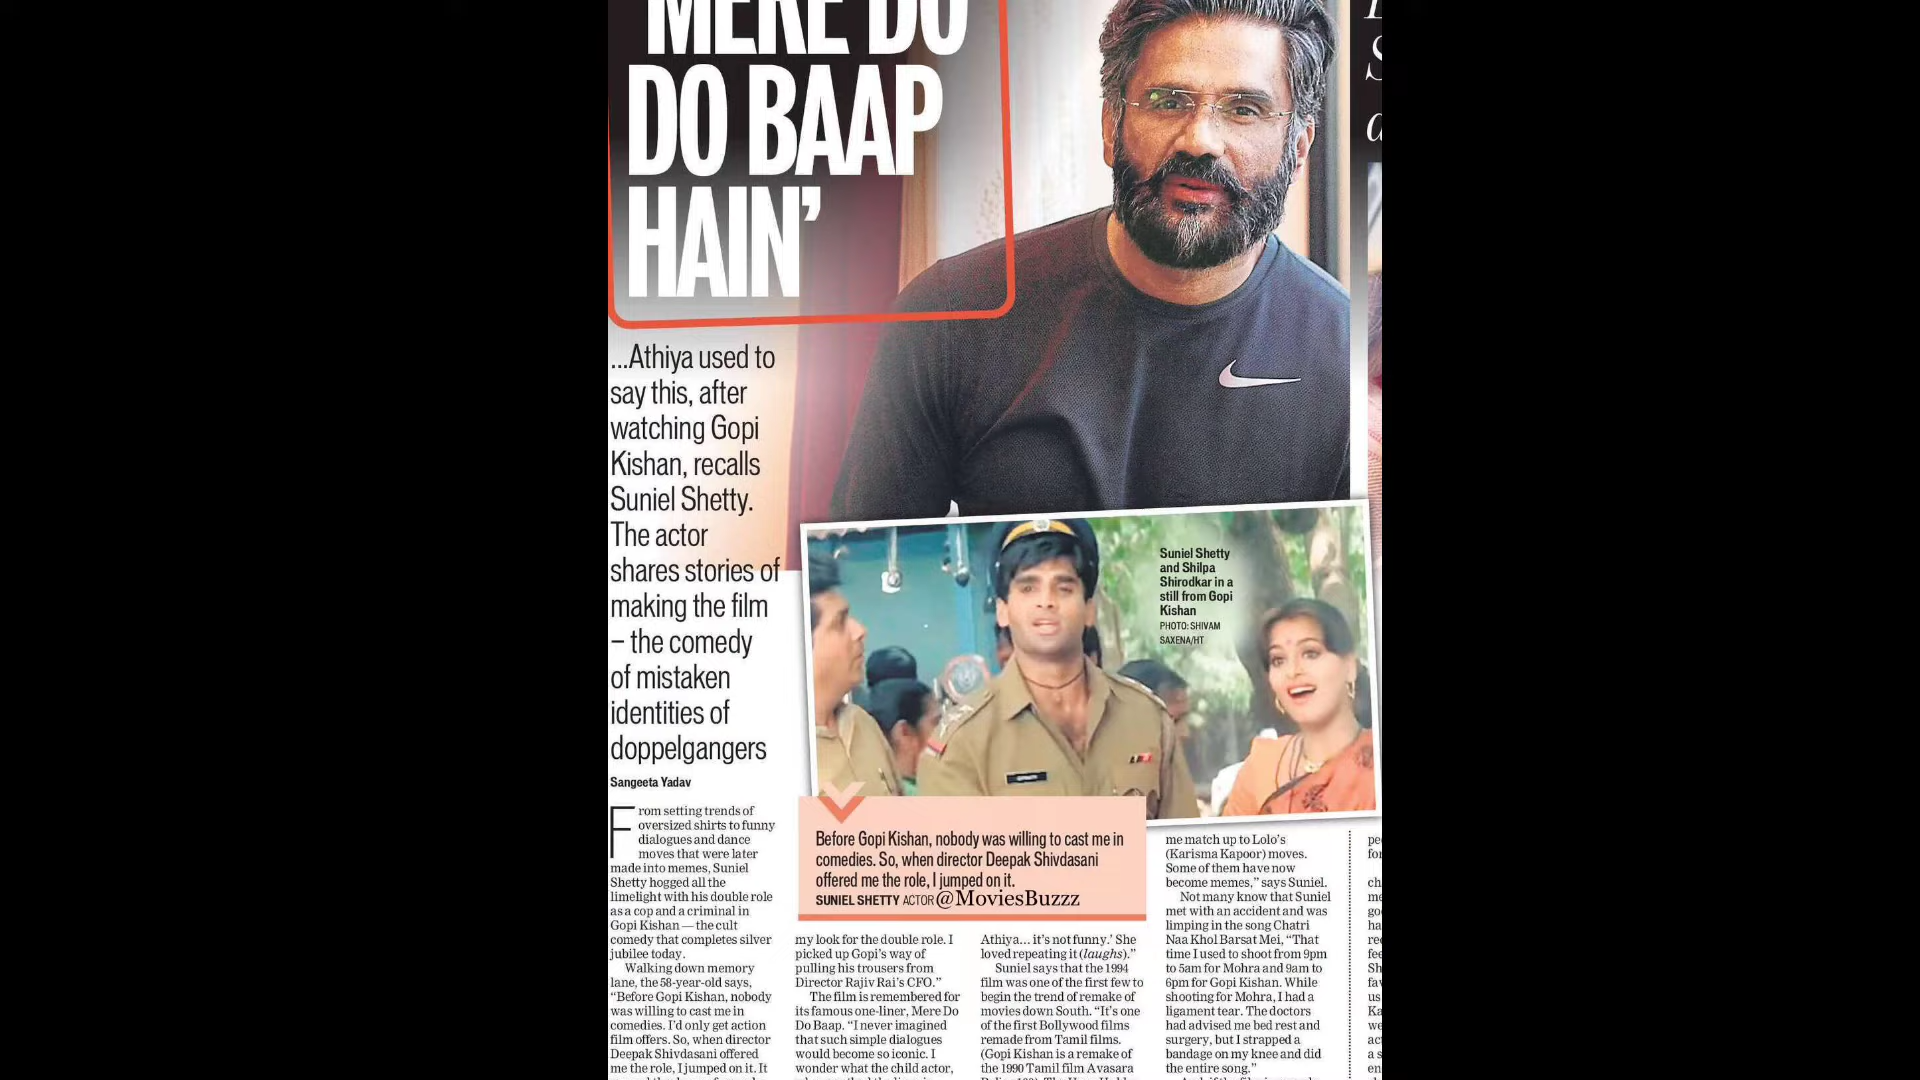 'MERE DO
DO BAAP
HAIN'
...Athiya used to
say this, after
watching Gopi
Kishan, recalls
Suniel Shetty.
The actor
shares stories of
making the film
– the comedy
of mistaken
identities of
doppelgangers
Sangeeta Yadav
From setting trends of
oversized shirts to funny
dialogues and dance
moves that were later
made into memes, Suniel
Shetty hogged all the
limelight with his double role
as a cop and a criminal in
Gopi Kishan — the cult
comedy that completes silver
jubilee today.
Walking down memory
lane, the 58-year-old says,
“Before Gopi Kishan, nobody
was willing to cast me in
comedies. I’d only get action
film offers. So, when director
Deepak Shivdasani offered
me the role, I jumped on it. It
Suniel Shetty
and Shilpa
Shirodkar in a
still from Gopi
Kishan
PHOTO: SHIVAM
SAXENA/HT
Before Gopi Kishan, nobody was willing to cast me in
comedies. So, when director Deepak Shivdasani
offered me the role, I jumped on it.
SUNIEL SHETTY ACTOR @MoviesBuzzz
my look for the double role. I
picked up Gopi’s way of
pulling his trousers from
Director Rajiv Rai’s CFO.”
The film is remembered for
its famous one-liner, Mere Do
Do Baap. “I never imagined
that such simple dialogues
would become so iconic. I
wonder what the child actor,
Athiya... it’s not funny.’ She
loved repeating it (laughs).”
Suniel says that the 1994
film was one of the first few to
begin the trend of remake of
movies down South. “It’s one
of the first Bollywood films
remade from Tamil films.
(Gopi Kishan is a remake of
the 1990 Tamil film Avasara
me match up to Lolo’s
(Karisma Kapoor) moves.
Some of them have now
become memes,” says Suniel.
Not many know that Suniel
met with an accident and was
limping in the song Chatri
Naa Khol Barsat Mei, “That
time I used to shoot from 9pm
to 5am for Mohra and 9am to
6pm for Gopi Kishan. While
shooting for Mohra, I had a
ligament tear. The doctors
had advised me bed rest and
surgery, but I strapped a
bandage on my knee and did
the entire song.”